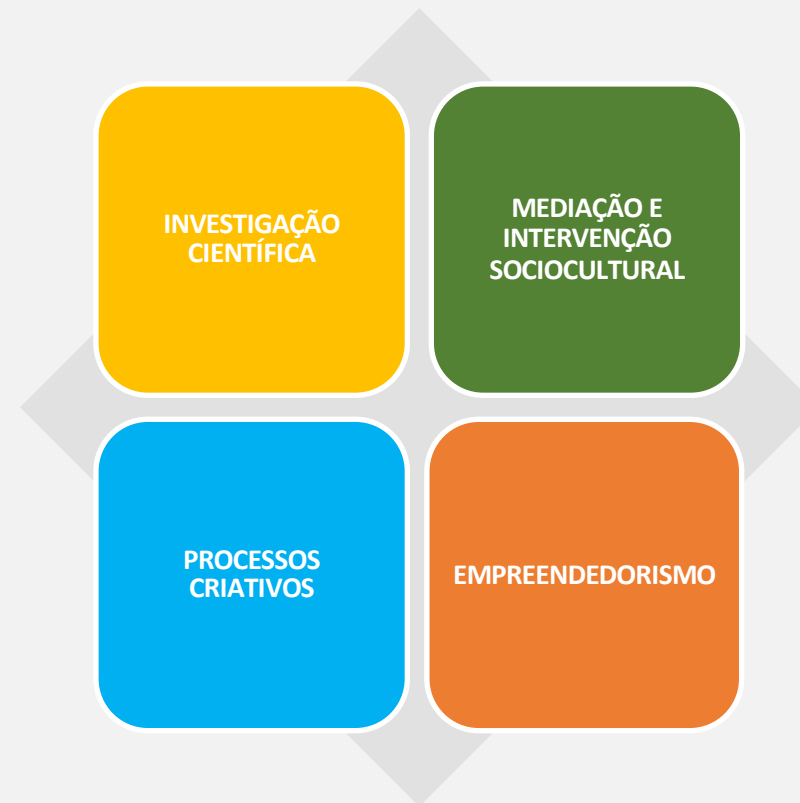 INVESTIGAÇÃO
CIENTÍFICA
MEDIAÇÃO E
INTERVENÇÃO
SOCIOCULTURAL
PROCESSOS
CRIATIVOS
EMPREENDEDORISMO